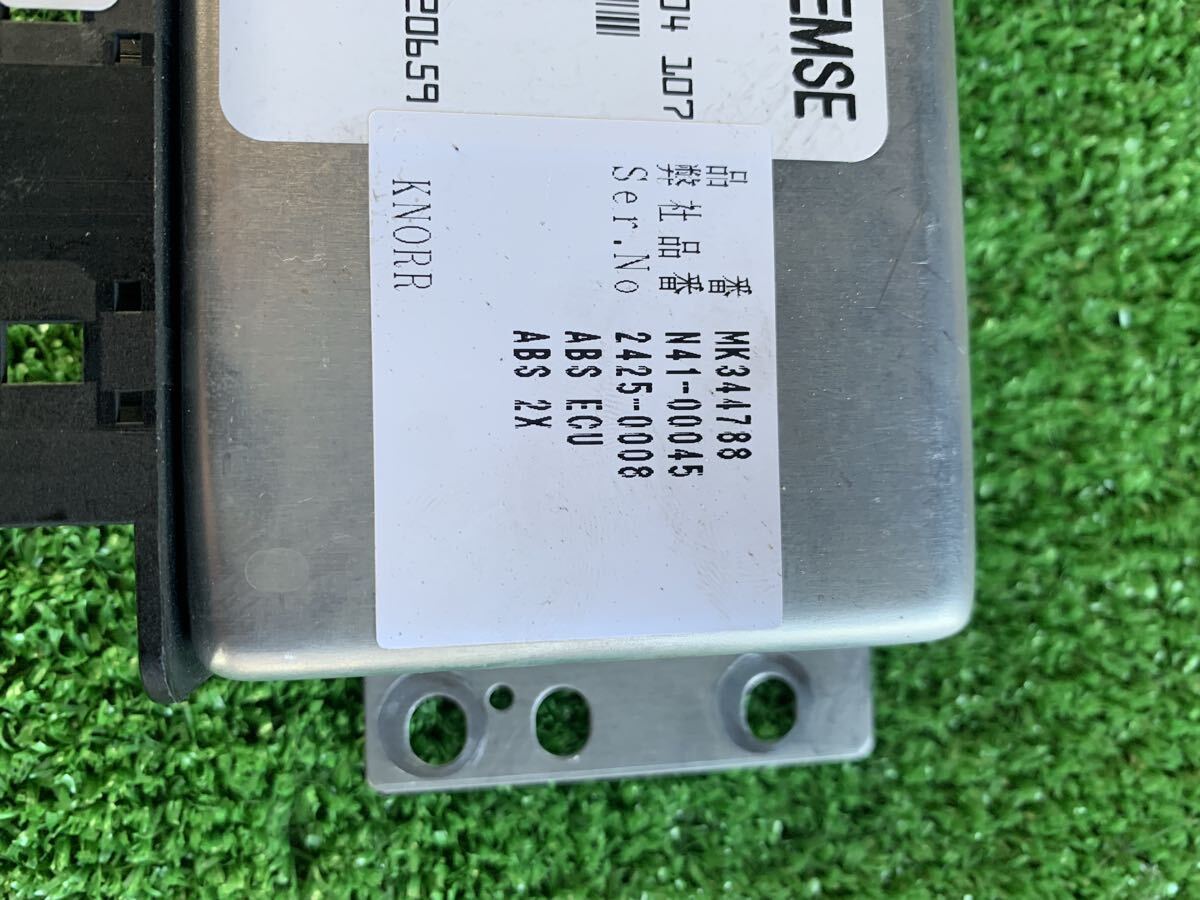 EMSE
04 107
20659
品番 MK344788
弊社品番 N41-00045
Ser.No 2425-0008
ABS ECU
ABS 2X
KNORR